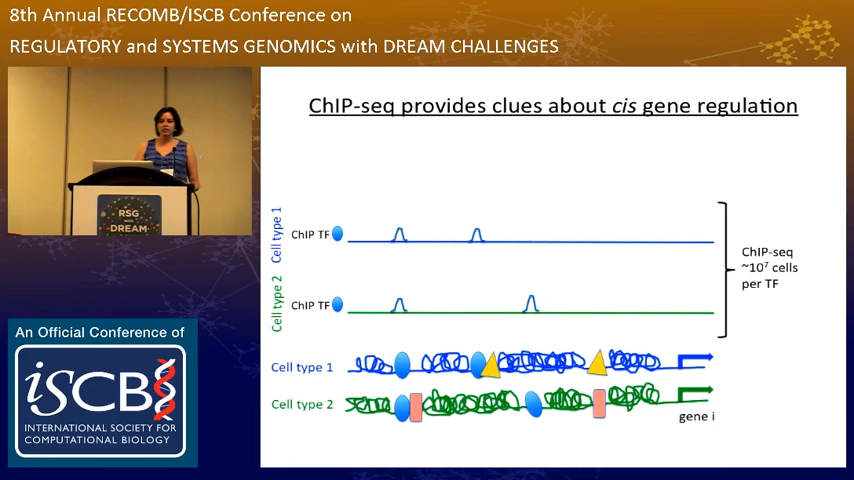 8th Annual RECOMB/ISCB Conference on
REGULATORY and SYSTEMS GENOMICS with DREAM CHALLENGES
ChIP-seq provides clues about cis gene regulation
RSG
with
DREAM
Cell type 1
ChIP TF
Cell type 2
ChIP TF
ChIP-seq
~10⁷ cells
per TF
Cell type 1
Cell type 2
gene i
An Official Conference of
ISCB
INTERNATIONAL SOCIETY FOR
COMPUTATIONAL BIOLOGY